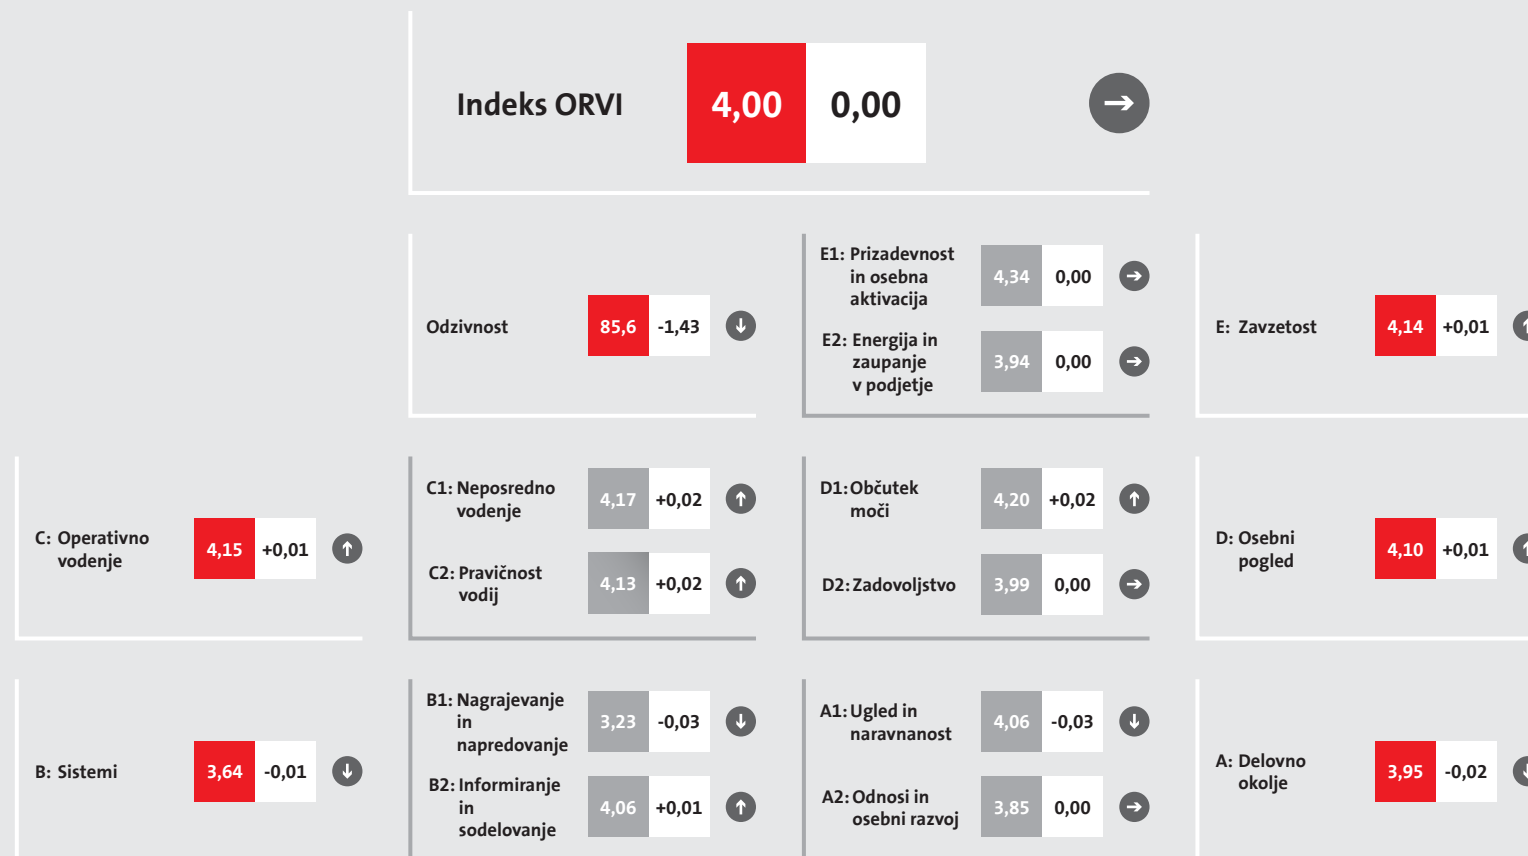 Indeks ORVI 4,00 0,00
Odzivnost 85,6 -1,43
E1: Prizadevnost
in osebna
aktivacija
4,34 0,00
E2: Energija in
zaupanje
v podjetje
3,94 0,00
E: Zavzetost 4,14 +0,01
C: Operativno
vodenje
4,15 +0,01
C1: Neposredno
vodenje
4,17 +0,02
C2: Pravičnost
vodij
4,13 +0,02
D1: Občutek
moči
4,20 +0,02
D2: Zadovoljstvo 3,99 0,00
D: Osebni
pogled
4,10 +0,01
B: Sistemi 3,64 -0,01
B1: Nagrajevanje
in
napredovanje
3,23 -0,03
B2: Informiranje
in
sodelovanje
4,06 +0,01
A1: Ugled in
naravnanost
4,06 -0,03
A2: Odnosi in
osebni razvoj
3,85 0,00
A: Delovno
okolje
3,95 -0,02